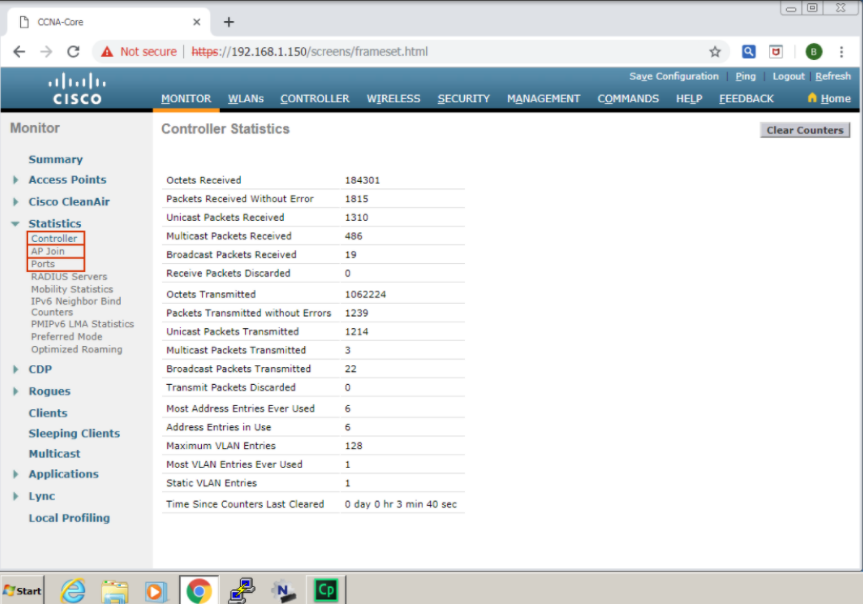 CCNA-Core
Not secure | https://192.168.1.150/screens/frameset.html
B
Save Configuration | Ping | Logout | Refresh
CISCO
MONITOR WLANs CONTROLLER WIRELESS SECURITY MANAGEMENT COMMANDS HELP FEEDBACK Home
Monitor
Summary
Access Points
Cisco CleanAir
Statistics
Controller
AP Join
Ports
RADIUS Servers
Mobility Statistics
IPv6 Neighbor Bind
Counters
PMIPv6 LMA Statistics
Preferred Mode
Optimized Roaming
CDP
Rogues
Clients
Sleeping Clients
Multicast
Applications
Lync
Local Profiling
Controller Statistics
Clear Counters
Octets Received 184301
Packets Received Without Error 1815
Unicast Packets Received 1310
Multicast Packets Received 486
Broadcast Packets Received 19
Receive Packets Discarded 0
Octets Transmitted 1062224
Packets Transmitted without Errors 1239
Unicast Packets Transmitted 1214
Multicast Packets Transmitted 3
Broadcast Packets Transmitted 22
Transmit Packets Discarded 0
Most Address Entries Ever Used 6
Address Entries in Use 6
Maximum VLAN Entries 128
Most VLAN Entries Ever Used 1
Static VLAN Entries 1
Time Since Counters Last Cleared 0 day 0 hr 3 min 40 sec
Start
N
Cp